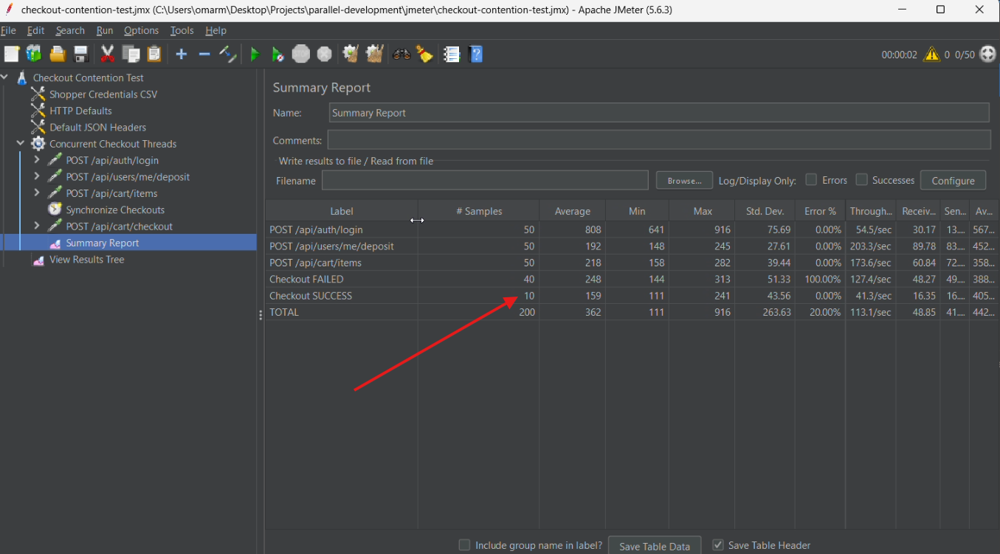 checkout-contention-test.jmx (C:\Users\omarm\Desktop\Projects\parallel-development\jmeter\checkout-contention-test.jmx) - Apache JMeter (5.6.3)
File Edit Search Run Options Tools Help
00:00:02 0 0/50
Checkout Contention Test
Shopper Credentials CSV
HTTP Defaults
Default JSON Headers
Concurrent Checkout Threads
POST /api/auth/login
POST /api/users/me/deposit
POST /api/cart/items
Synchronize Checkouts
POST /api/cart/checkout
Summary Report
View Results Tree
Summary Report
Name: Summary Report
Comments:
Write results to file / Read from file
Filename Browse... Log/Display Only: Errors Successes Configure
Label # Samples Average Min Max Std. Dev. Error % Through... Receiv... Sen... Av...
POST /api/auth/login 50 808 641 916 75.69 0.00% 54.5/sec 30.17 13.... 567...
POST /api/users/me/deposit 50 192 148 245 27.61 0.00% 203.3/sec 89.78 83.... 452...
POST /api/cart/items 50 218 158 282 39.44 0.00% 173.6/sec 60.84 72.... 358...
Checkout FAILED 40 248 144 313 51.33 100.00% 127.4/sec 48.27 49.... 388...
Checkout SUCCESS 10 159 111 241 43.56 0.00% 41.3/sec 16.35 16.... 405...
TOTAL 200 362 111 916 263.63 20.00% 113.1/sec 48.85 41.... 442...
Include group name in label? Save Table Data Save Table Header